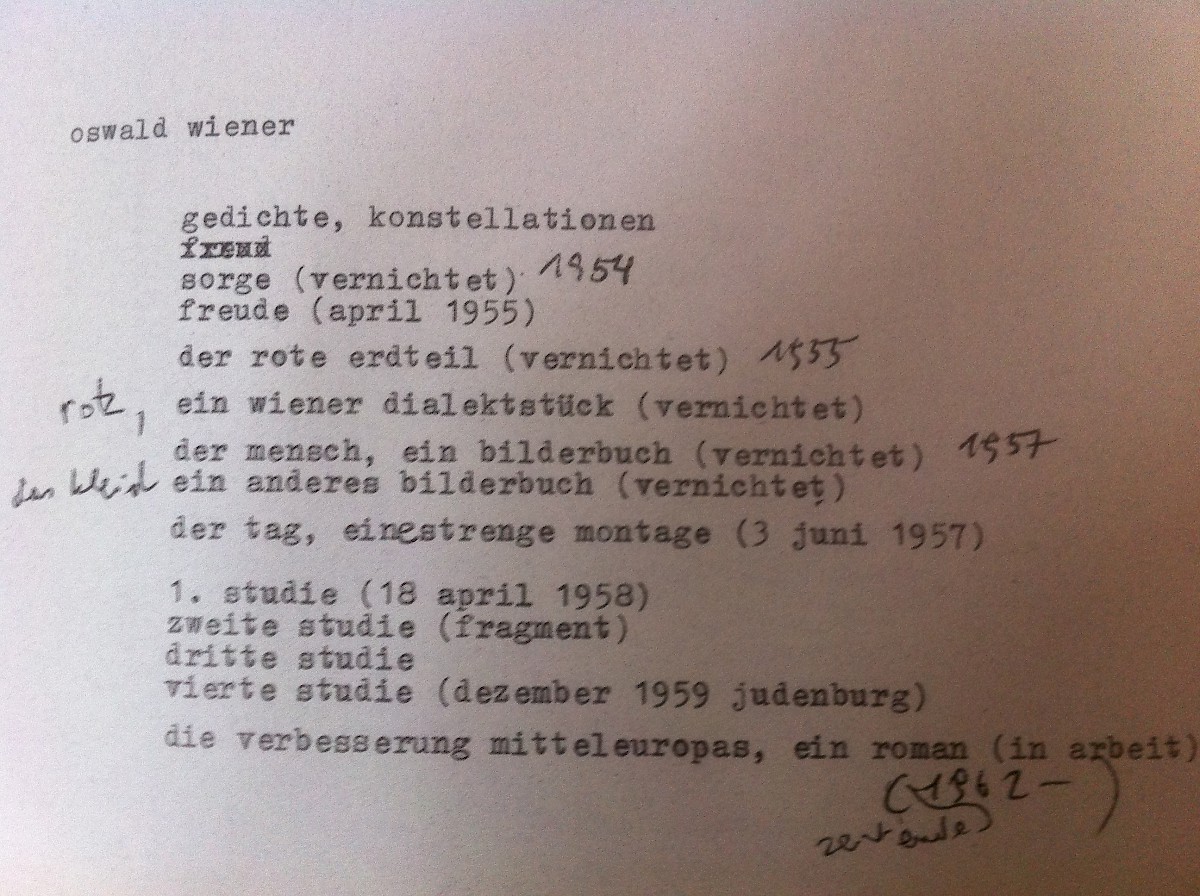 oswald wiener
gedichte, konstellationen
freud
sorge (vernichtet) 1954
freude (april 1955)
der rote erdteil (vernichtet) 1955
rotz, ein wiener dialektstück (vernichtet)
der mensch, ein bilderbuch (vernichtet) 1957
ein anderes bilderbuch (vernichtet)
der tag, eine strenge montage (3 juni 1957)
1. studie (18 april 1958)
zweite studie (fragment)
dritte studie
vierte studie (dezember 1959 judenburg)
die verbesserung mitteleuropas, ein roman (in arbeit)
(1962 — )